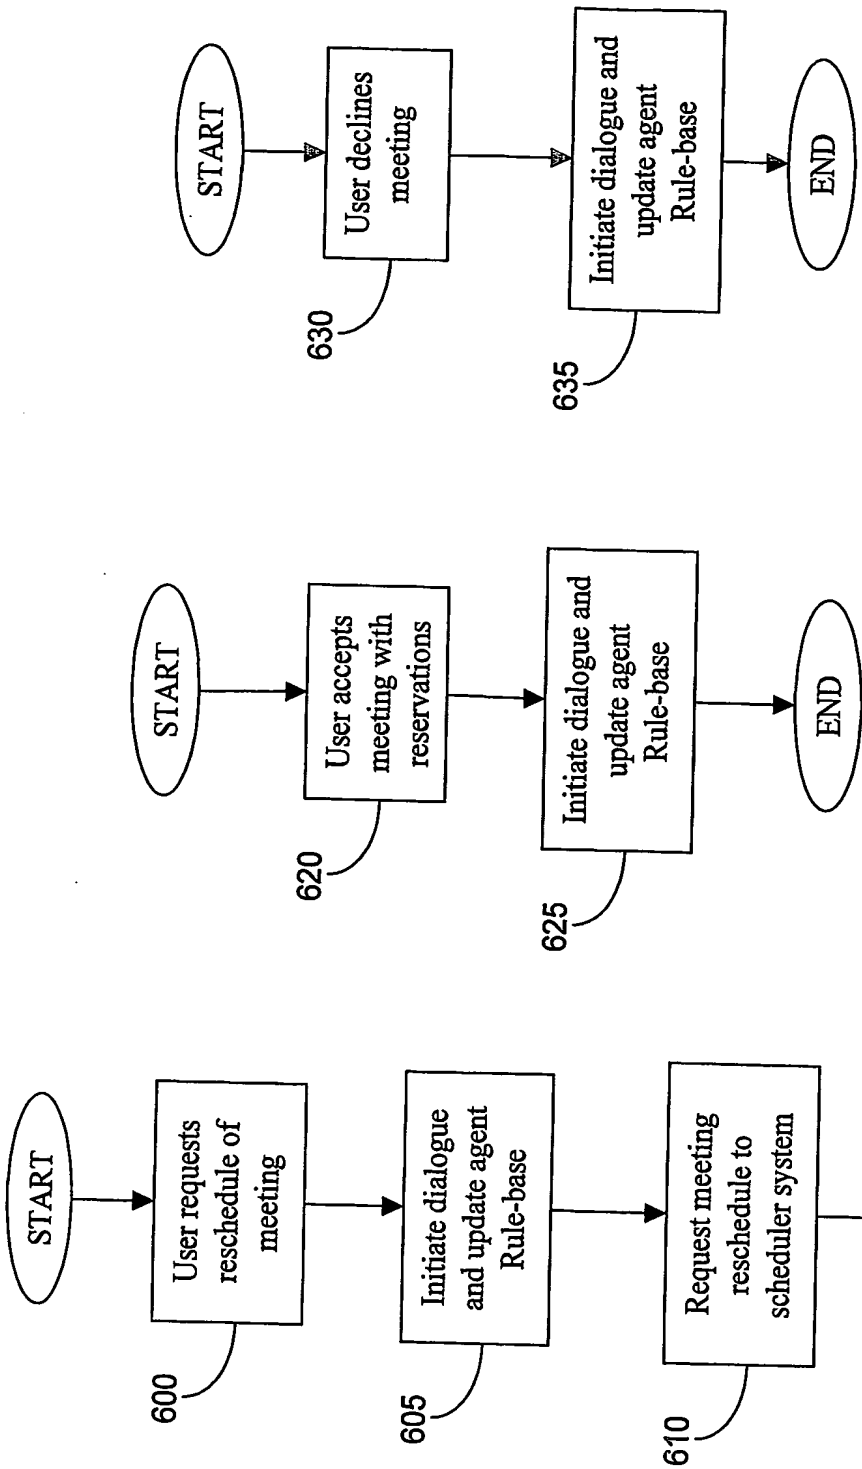 START
User requests
reschedule of
meeting
600
Initiate dialogue
and update agent
Rule-base
605
Request meeting
reschedule to
scheduler system
610
START
User accepts
meeting with
reservations
620
Initiate dialogue and
update agent
Rule-base
625
END
START
User declines
meeting
630
Initiate dialogue and
update agent
Rule-base
635
END